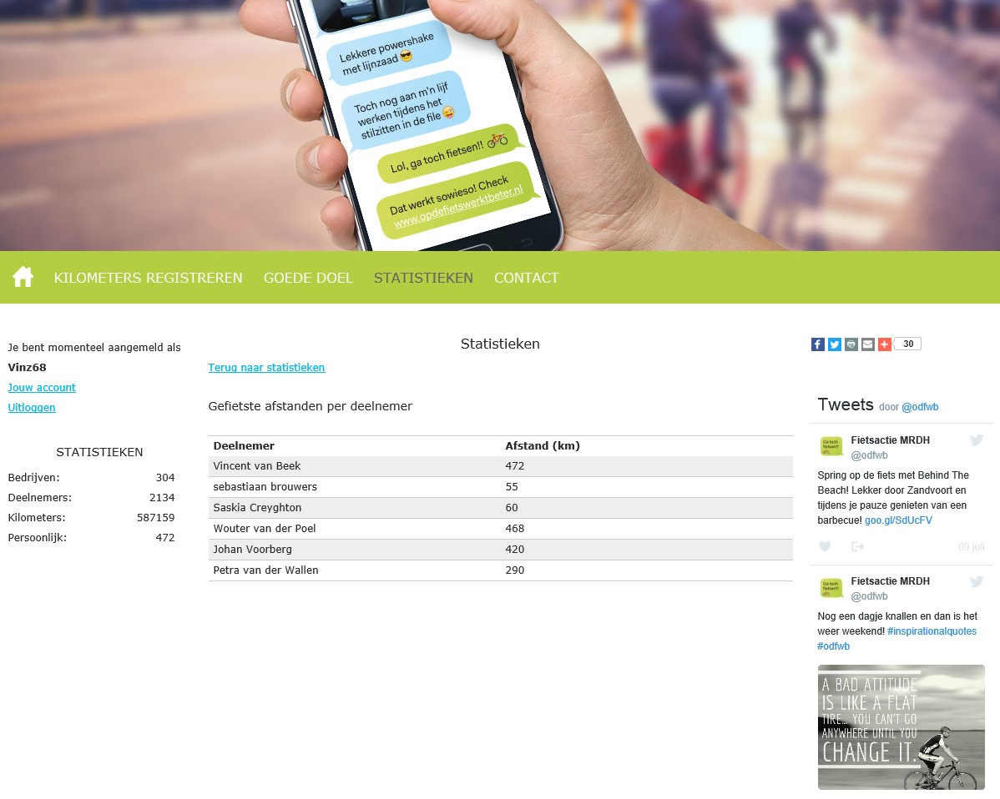 Lekkere powershake
met lijnzaad 😎
Toch nog aan m'n lijf
werken tijdens het
stilzitten in de file 😜
Lol, ga toch fietsen!! 🚲
Dat werkt sowieso! Check
www.opdefietswerktbeter.nl
KILOMETERS REGISTREREN GOEDE DOEL STATISTIEKEN CONTACT
Je bent momenteel aangemeld als
Vinz68
Jouw account
Uitloggen
STATISTIEKEN
Bedrijven: 304
Deelnemers: 2134
Kilometers: 587159
Persoonlijk: 472
Statistieken
Terug naar statistieken
Gefietste afstanden per deelnemer
Deelnemer Afstand (km)
Vincent van Beek 472
sebastiaan brouwers 55
Saskia Creyghton 60
Wouter van der Poel 468
Johan Voorberg 420
Petra van der Wallen 290
30
Tweets door @odfwb
Ga toch
fietsen!!
Fietsactie MRDH
@odfwb
Spring op de fiets met Behind The
Beach! Lekker door Zandvoort en
tijdens je pauze genieten van een
barbecue! goo.gl/SdUcFV
09 juli
Ga toch
fietsen!!
Fietsactie MRDH
@odfwb
Nog een dagje knallen en dan is het
weer weekend! #inspirationalquotes
#odfwb
A BAD ATTITUDE
IS LIKE A FLAT
TIRE... YOU CAN'T GO
ANYWHERE UNTIL YOU
CHANGE IT.